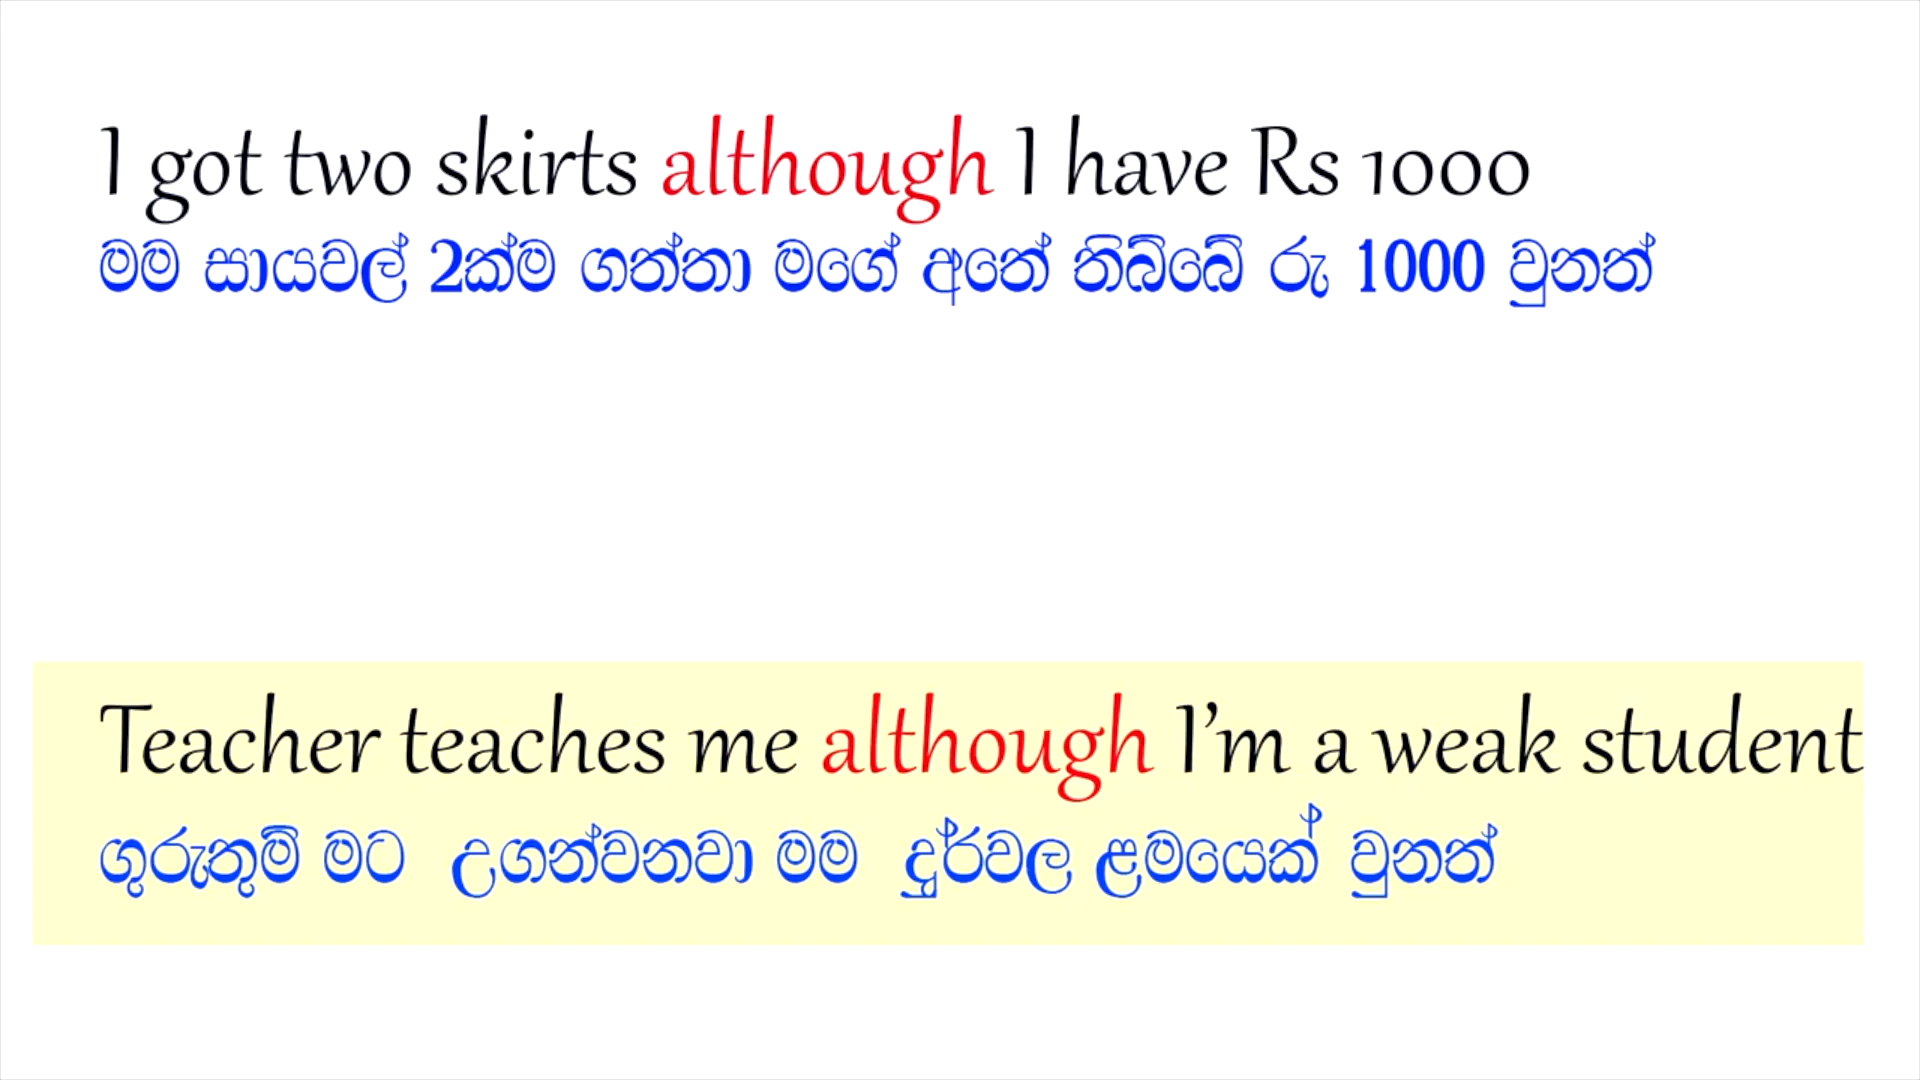 I got two skirts although I have Rs 1000
මම සායවල් 2ක්ම ගත්තා මගේ අතේ තිබ්බේ රු 1000 වුනත්
Teacher teaches me although I’m a weak student
ගුරුතුමී මට උගන්වනවා මම දුර්වල ළමයෙක් වුනත්